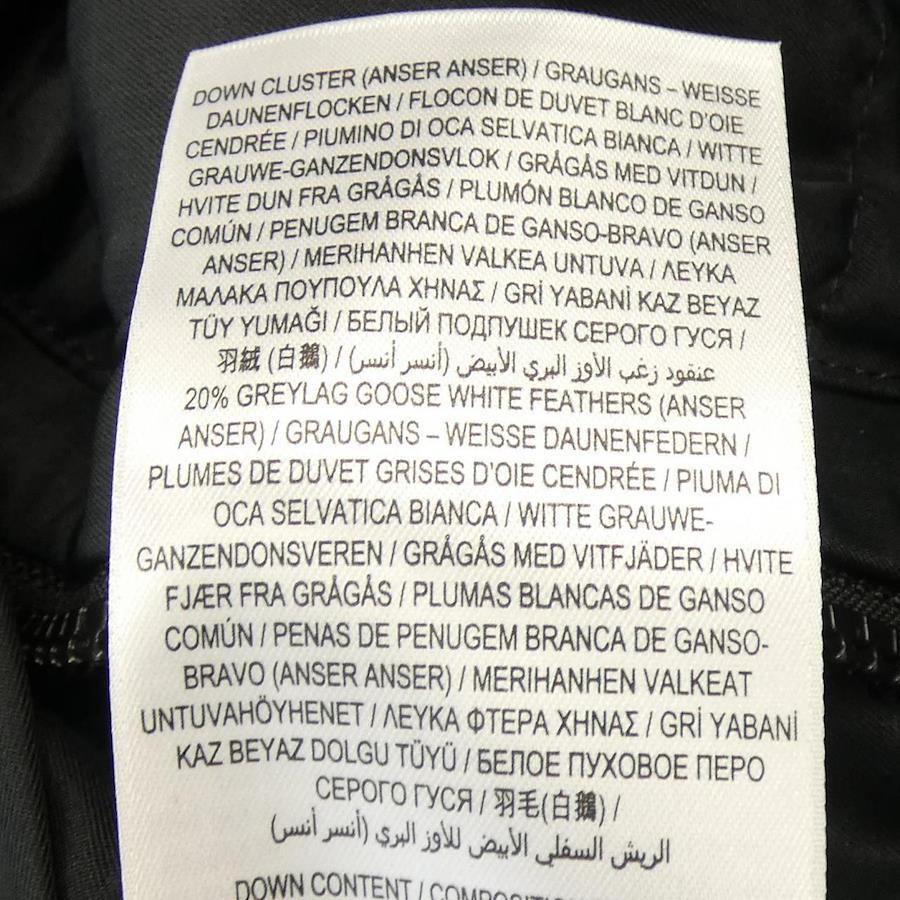 DOWN CLUSTER (ANSER ANSER) / GRAUGANS – WEISSE
DAUNENFLOCKEN / FLOCON DE DUVET BLANC D'OIE
CENDRÉE / PIUMINO DI OCA SELVATICA BIANCA / WITTE
GRAUWE-GANZENDONSVLOK / GRÅGÅS MED VITDUN /
HVITE DUN FRA GRÅGÅS / PLUMÓN BLANCO DE GANSO
COMÚN / PENUGEM BRANCA DE GANSO-BRAVO (ANSER
ANSER) / MERIHANHEN VALKEA UNTUVA / ΛΕΥΚΑ
ΜΑΛΑΚΑ ΠΟΥΠΟΥΛΑ ΧΗΝΑΣ / GRİ YABANİ KAZ BEYAZ
TÜY YUMAĞI / БЕЛЫЙ ПОДПУШЕК СЕРОГО ГУСЯ /
羽絨 (白鵝) / عنقود زغب الأوز البري الأبيض (أنسر أنسر)
20% GREYLAG GOOSE WHITE FEATHERS (ANSER
ANSER) / GRAUGANS – WEISSE DAUNENFEDERN /
PLUMES DE DUVET GRISES D'OIE CENDRÉE / PIUMA DI
OCA SELVATICA BIANCA / WITTE GRAUWE-
GANZENDONSVEREN / GRÅGÅS MED VITFJÄDER / HVITE
FJÆR FRA GRÅGÅS / PLUMAS BLANCAS DE GANSO
COMÚN / PENAS DE PENUGEM BRANCA DE GANSO-
BRAVO (ANSER ANSER) / MERIHANHEN VALKEAT
UNTUVAHÖYHENET / ΛΕΥΚΑ ΦΤΕΡΑ ΧΗΝΑΣ / GRİ YABANİ
KAZ BEYAZ DOLGU TÜYÜ / БЕЛОЕ ПУХОВОЕ ПЕРО
СЕРОГО ГУСЯ / 羽毛(白鵝) /
الريش السفلي الأبيض للأوز البري (أنسر أنسر)
DOWN CONTENT /